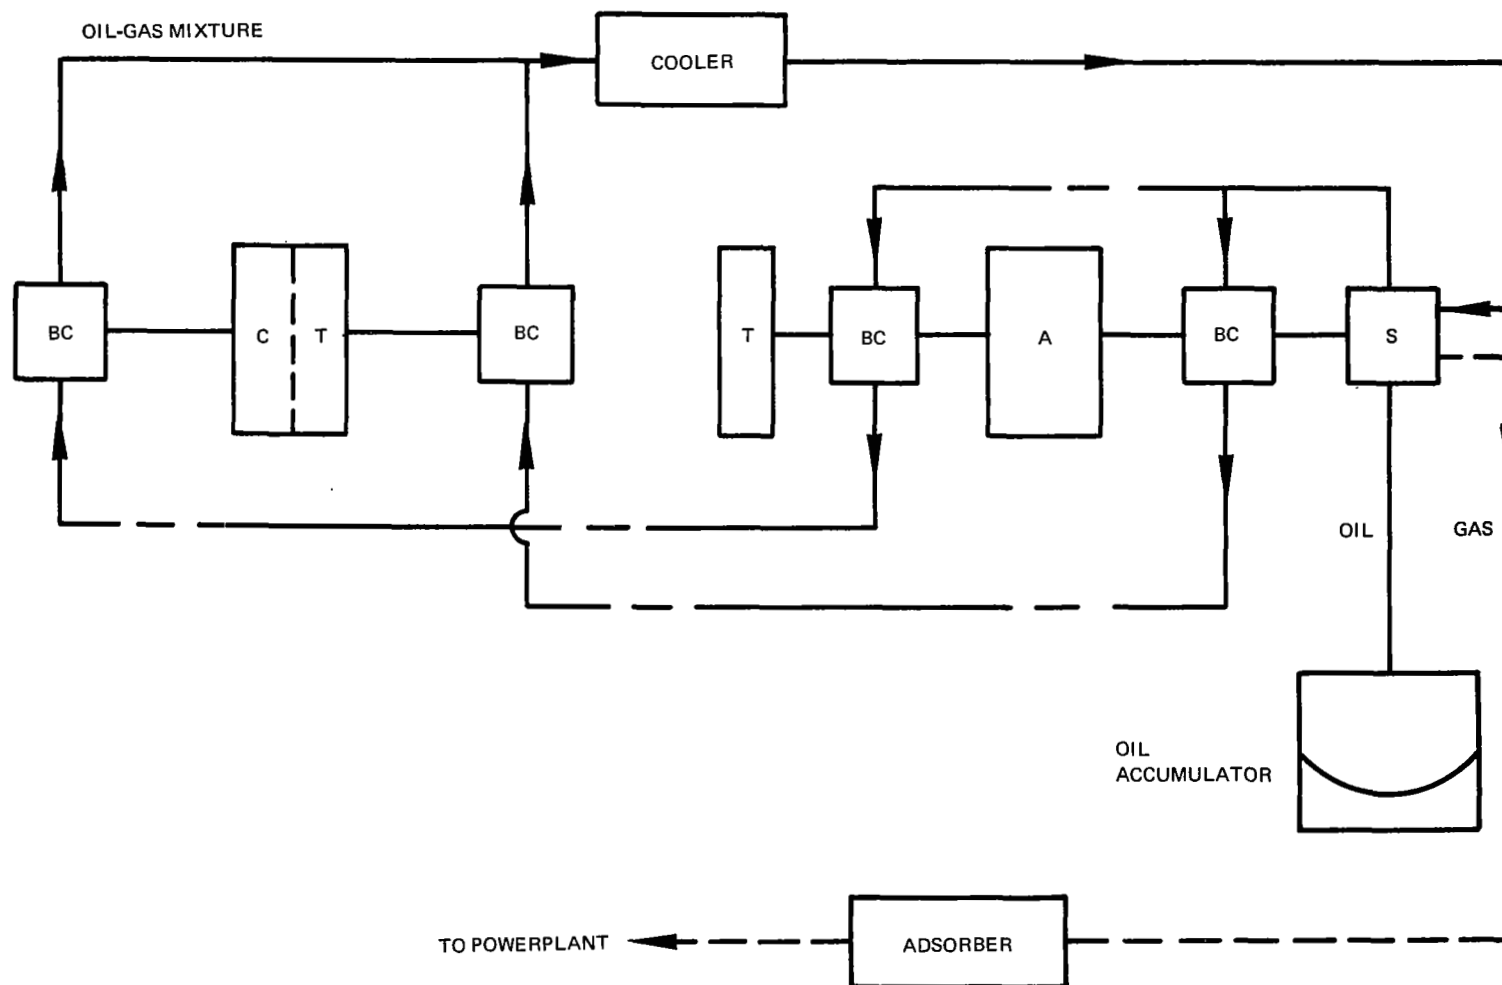 OIL-GAS MIXTURE
COOLER
BC
C
T
BC
T
BC
A
BC
S
OIL
GAS
OIL
ACCUMULATOR
TO POWERPLANT
ADSORBER